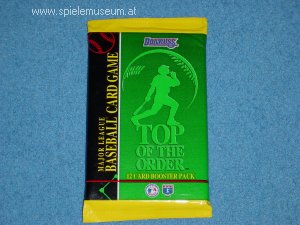 www.spielemuseum.at
DONRUSS
MAJOR LEAGUE
BASEBALL CARD GAME
TOP
OF THE
ORDER
12 CARD BOOSTER PACK